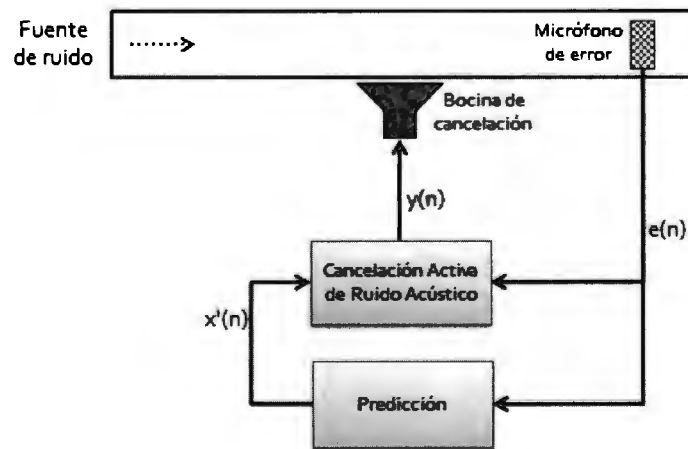 Fuente
de ruido
Micrófono
de error
Bocina de
cancelación
y(n)
e(n)
Cancelación Activa
de Ruido Acústico
x'(n)
Predicción